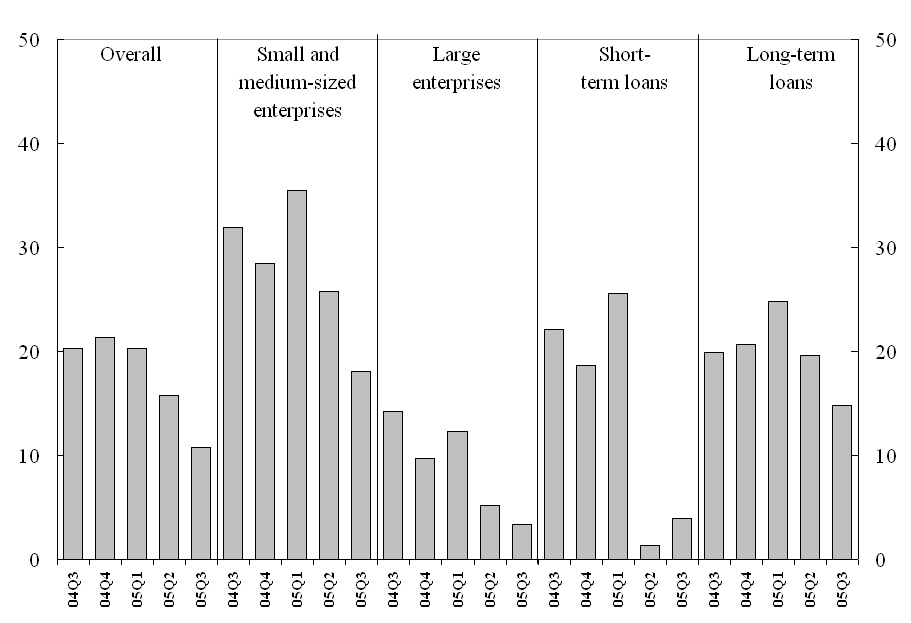 50
40
30
20
10
0
Overall
Small and
medium-sized
enterprises
Large
enterprises
Short-
term loans
Long-term
loans
50
40
30
20
10
0
04Q3
04Q4
05Q1
05Q2
05Q3
04Q3
04Q4
05Q1
05Q2
05Q3
04Q3
04Q4
05Q1
05Q2
05Q3
04Q3
04Q4
05Q1
05Q2
05Q3
04Q3
04Q4
05Q1
05Q2
05Q3